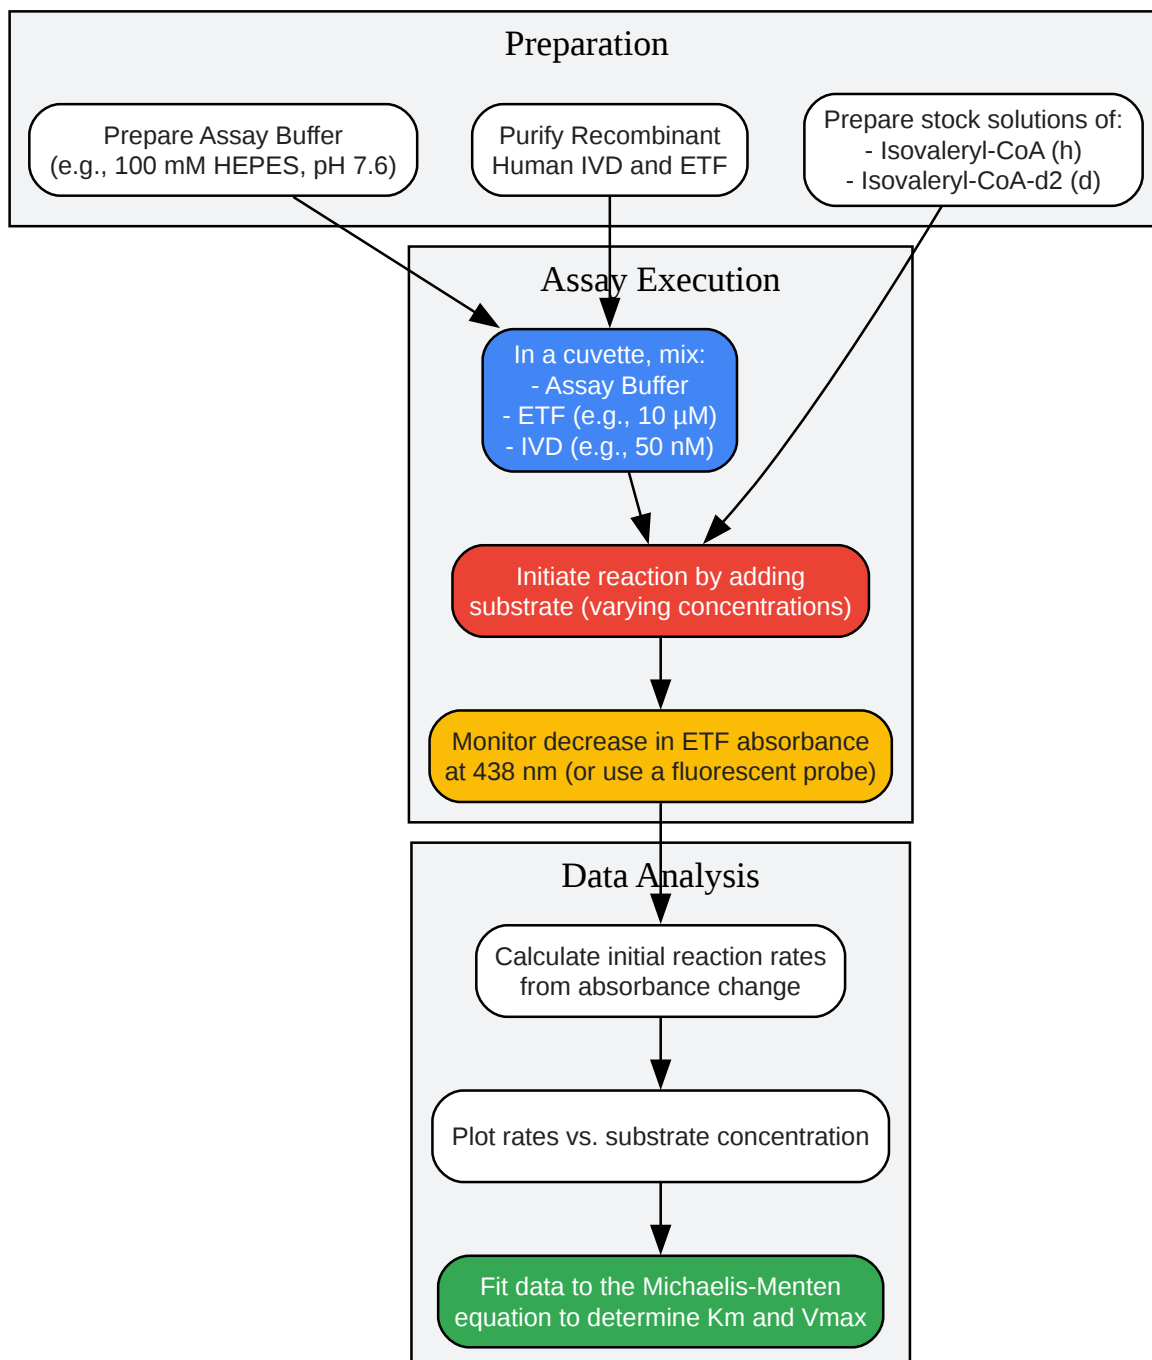 Preparation
Prepare Assay Buffer
(e.g., 100 mM HEPES, pH 7.6)
Purify Recombinant
Human IVD and ETF
Prepare stock solutions of:
- Isovaleryl-CoA (h)
- Isovaleryl-CoA-d2 (d)
Assay Execution
In a cuvette, mix:
- Assay Buffer
- ETF (e.g., 10 µM)
- IVD (e.g., 50 nM)
Initiate reaction by adding
substrate (varying concentrations)
Monitor decrease in ETF absorbance
at 438 nm (or use a fluorescent probe)
Data Analysis
Calculate initial reaction rates
from absorbance change
Plot rates vs. substrate concentration
Fit data to the Michaelis-Menten
equation to determine Km and Vmax